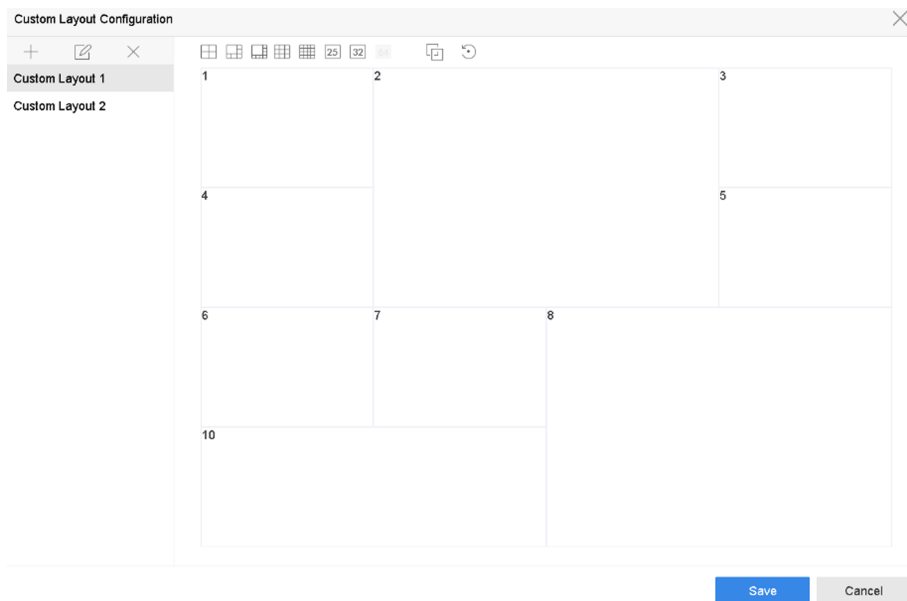 Custom Layout Configuration
25 32 64
Custom Layout 1
Custom Layout 2
1 2 3
4 5
6 7 8
10
Save Cancel